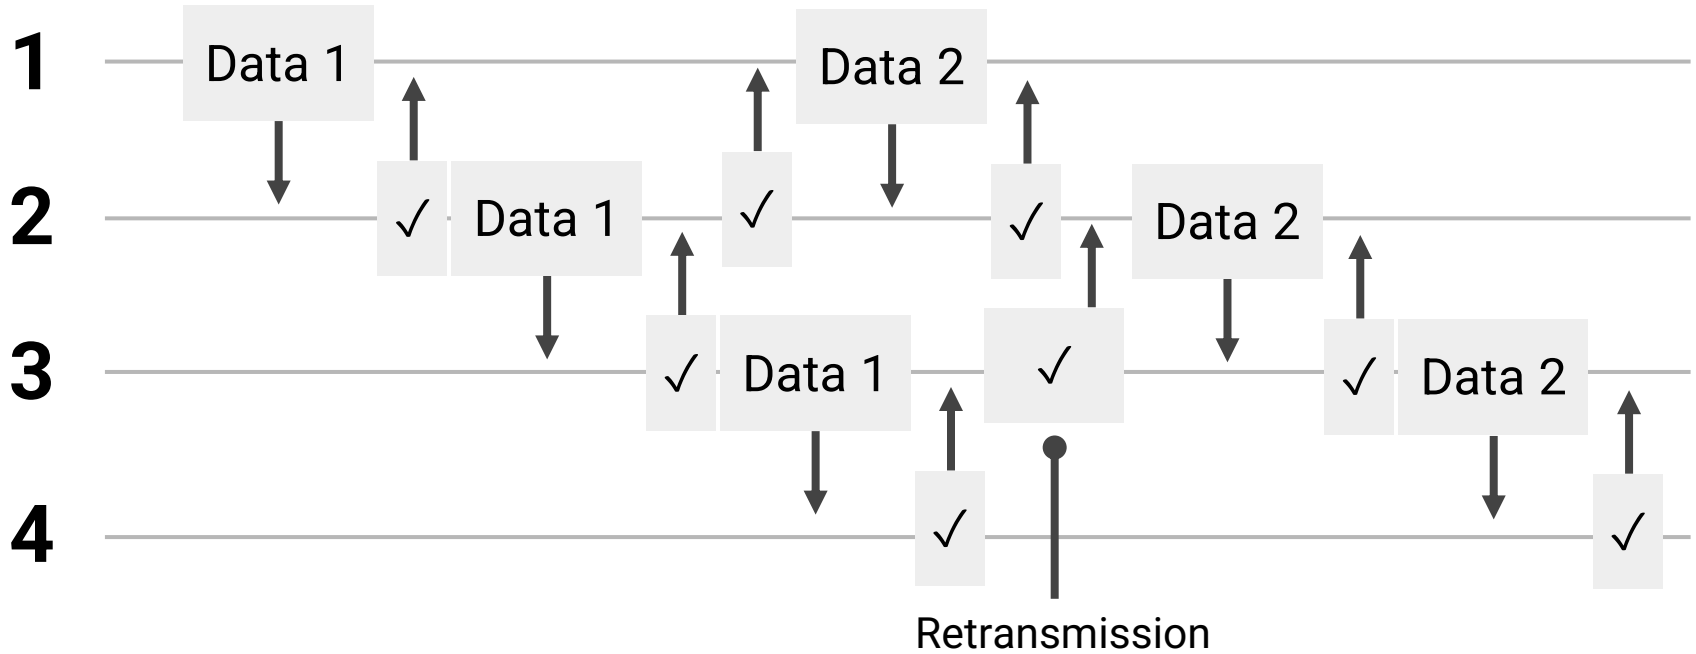 1 Data 1 Data 2
2 ✓ Data 1 ✓ ✓ Data 2
3 ✓ Data 1 ✓ ✓ Data 2
4 ✓ ✓
Retransmission